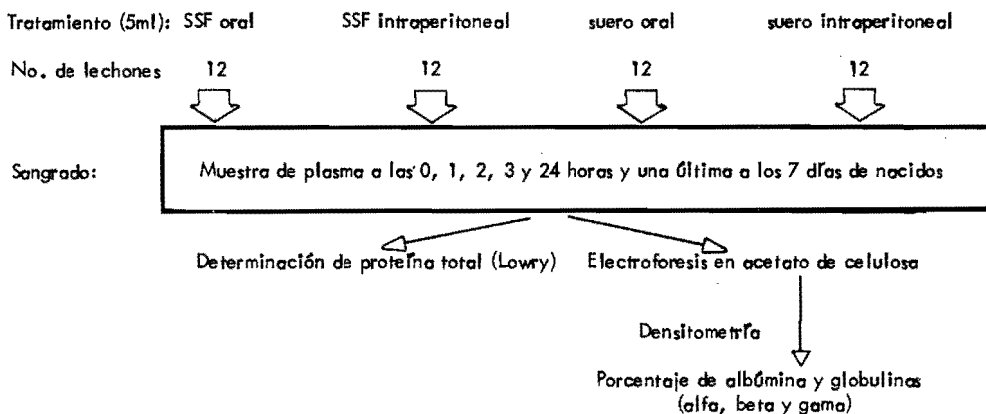 Tratamiento (5ml): SSF oral SSF intraperitoneal suero oral suero intraperitoneal
No. de lechones 12 12 12 12
Sangrado: Muestra de plasma a las 0, 1, 2, 3 y 24 horas y una última a los 7 días de nacidos
Determinación de proteína total (Lowry) Electroforesis en acetato de celulosa
Densitometría
Porcentaje de albúmina y globulinas
(alfa, beta y gama)